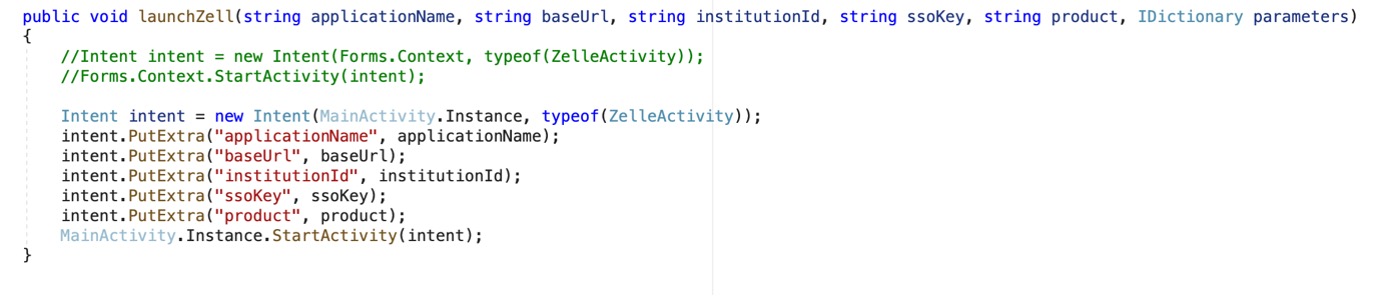 public void launchZell(string applicationName, string baseUrl, string institutionId, string ssoKey, string product, IDictionary parameters)
{
//Intent intent = new Intent(Forms.Context, typeof(ZelleActivity));
//Forms.Context.StartActivity(intent);
Intent intent = new Intent(MainActivity.Instance, typeof(ZelleActivity));
intent.PutExtra("applicationName", applicationName);
intent.PutExtra("baseUrl", baseUrl);
intent.PutExtra("institutionId", institutionId);
intent.PutExtra("ssoKey", ssoKey);
intent.PutExtra("product", product);
MainActivity.Instance.StartActivity(intent);
}